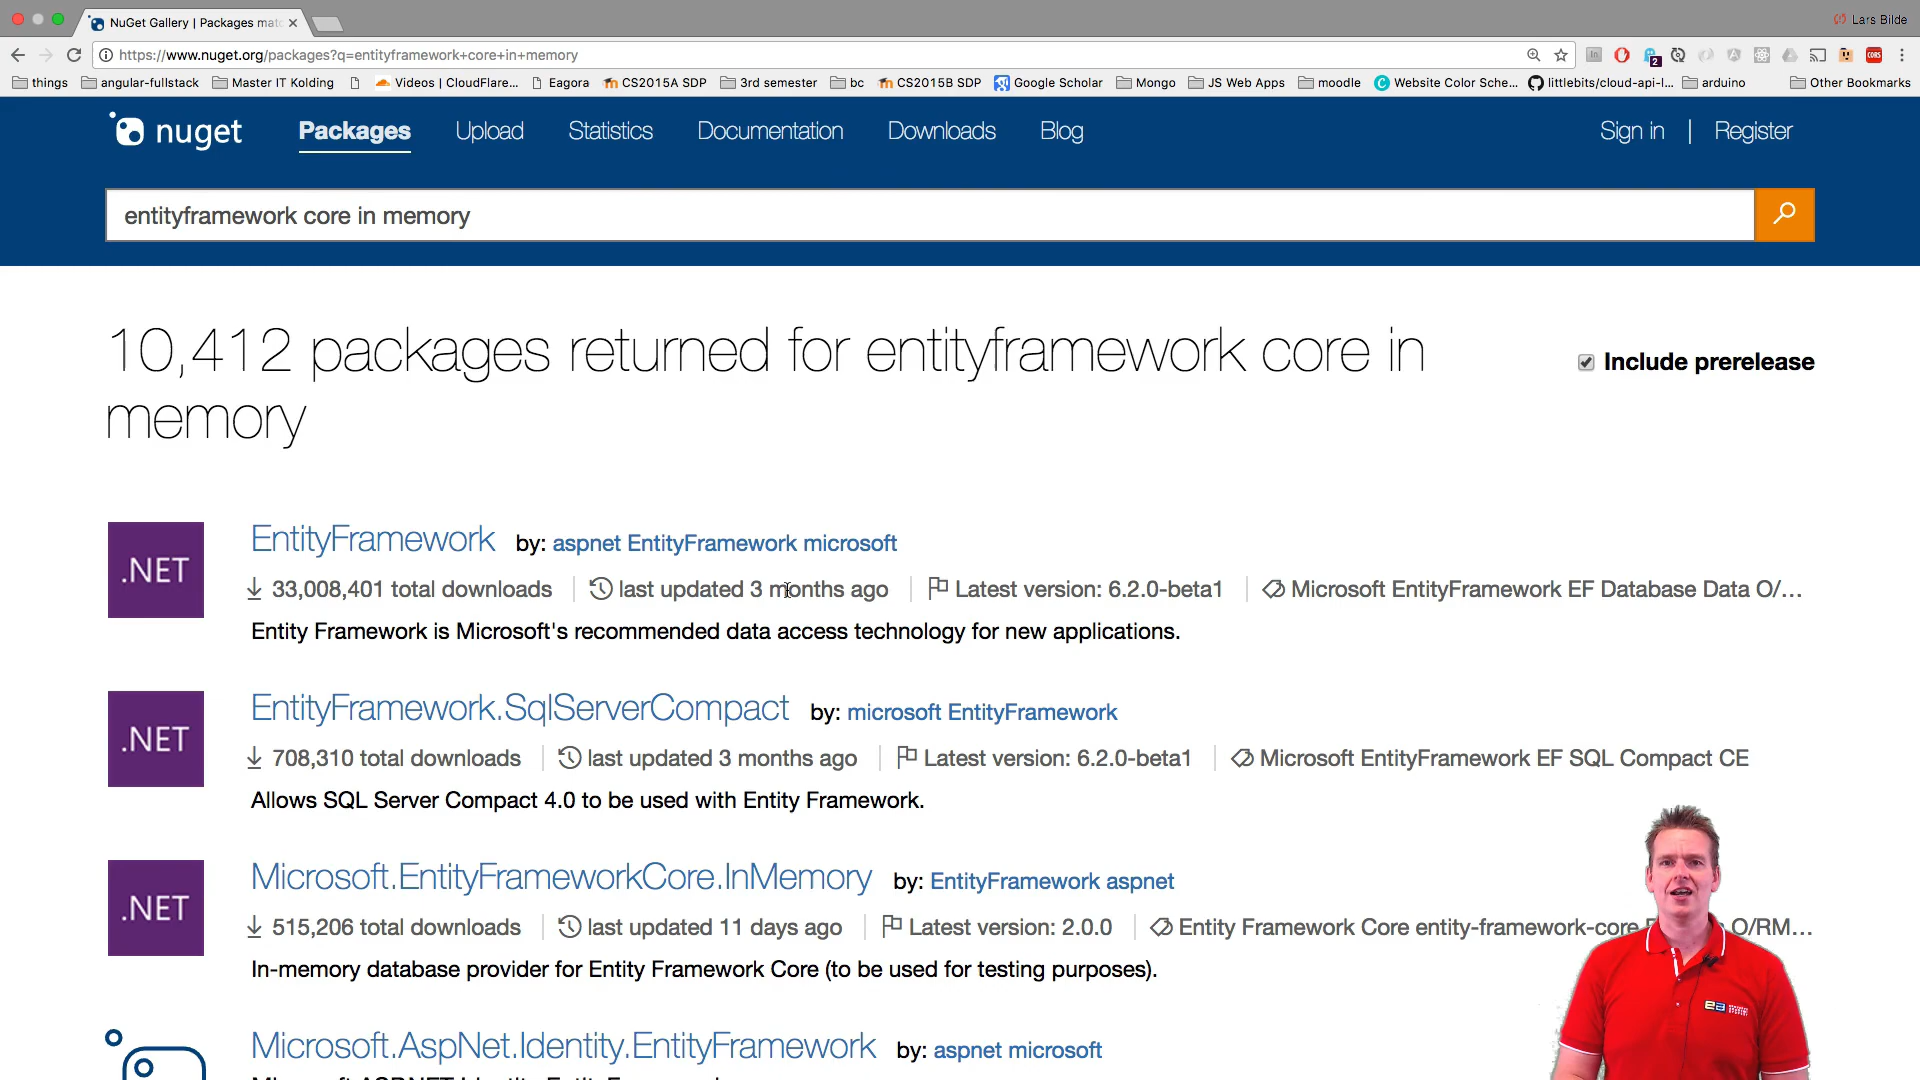 NuGet Gallery | Packages mat
Lars Bilde
https://www.nuget.org/packages?q=entityframework+core+in+memory
2
CORS
things
angular-fullstack
Master IT Kolding
Videos | CloudFlare...
Eagora
CS2015A SDP
3rd semester
bc
CS2015B SDP
Google Scholar
Mongo
JS Web Apps
moodle
Website Color Sche...
littlebits/cloud-api-l...
arduino
Other Bookmarks
nuget Packages Upload Statistics Documentation Downloads Blog Sign in | Register
entityframework core in memory
10,412 packages returned for entityframework core in
memory
Include prerelease
.NET
EntityFramework by: aspnet EntityFramework microsoft
33,008,401 total downloads | last updated 3 months ago | Latest version: 6.2.0-beta1 | Microsoft EntityFramework EF Database Data O/...
Entity Framework is Microsoft's recommended data access technology for new applications.
.NET
EntityFramework.SqlServerCompact by: microsoft EntityFramework
708,310 total downloads | last updated 3 months ago | Latest version: 6.2.0-beta1 | Microsoft EntityFramework EF SQL Compact CE
Allows SQL Server Compact 4.0 to be used with Entity Framework.
.NET
Microsoft.EntityFrameworkCore.InMemory by: EntityFramework aspnet
515,206 total downloads | last updated 11 days ago | Latest version: 2.0.0 | Entity Framework Core entity-framework-core O/RM...
In-memory database provider for Entity Framework Core (to be used for testing purposes).
Microsoft.AspNet.Identity.EntityFramework by: aspnet microsoft